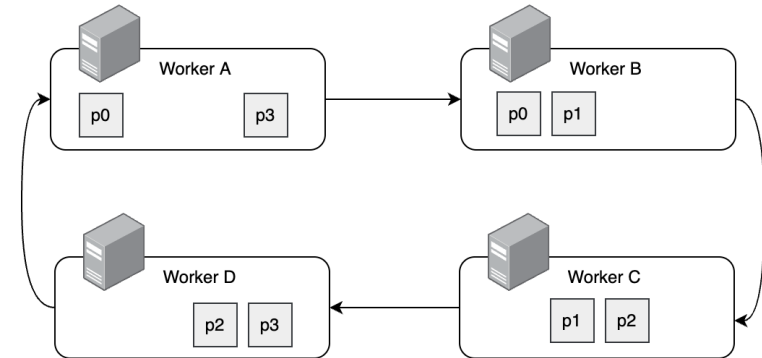 Worker A
p0 p3
Worker B
p0 p1
Worker D
p2 p3
Worker C
p1 p2